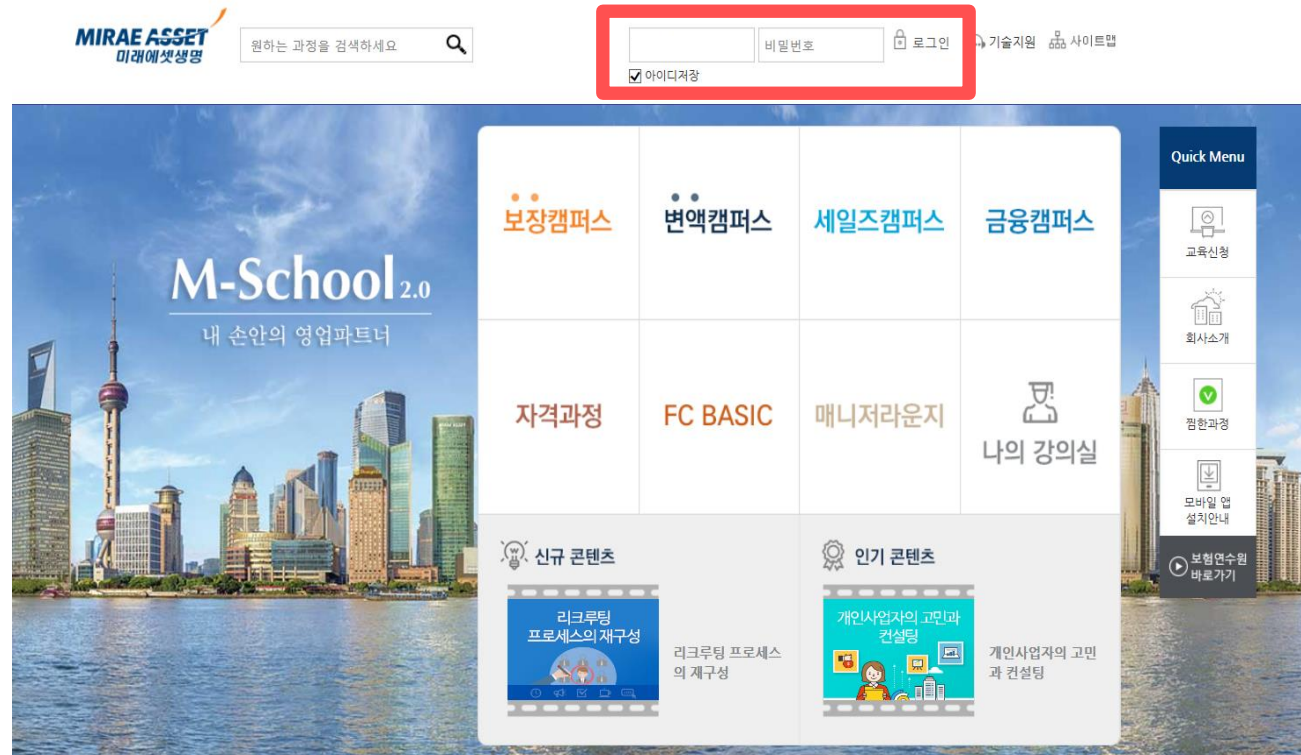 MIRAE ASSET
미래에셋생명
원하는 과정을 검색하세요
비밀번호
로그인
기술지원
사이트맵
아이디저장
M-School 2.0
내 손안의 영업파트너
보장캠퍼스
변액캠퍼스
세일즈캠퍼스
금융캠퍼스
자격과정
FC BASIC
매니저라운지
나의 강의실
신규 콘텐츠
리크루팅
프로세스의 재구성
리크루팅 프로세스
의 재구성
인기 콘텐츠
개인사업자의 고민과
컨설팅
개인사업자의 고민
과 컨설팅
Quick Menu
교육신청
회사소개
찜한과정
모바일 앱
설치안내
보험연수원
바로가기